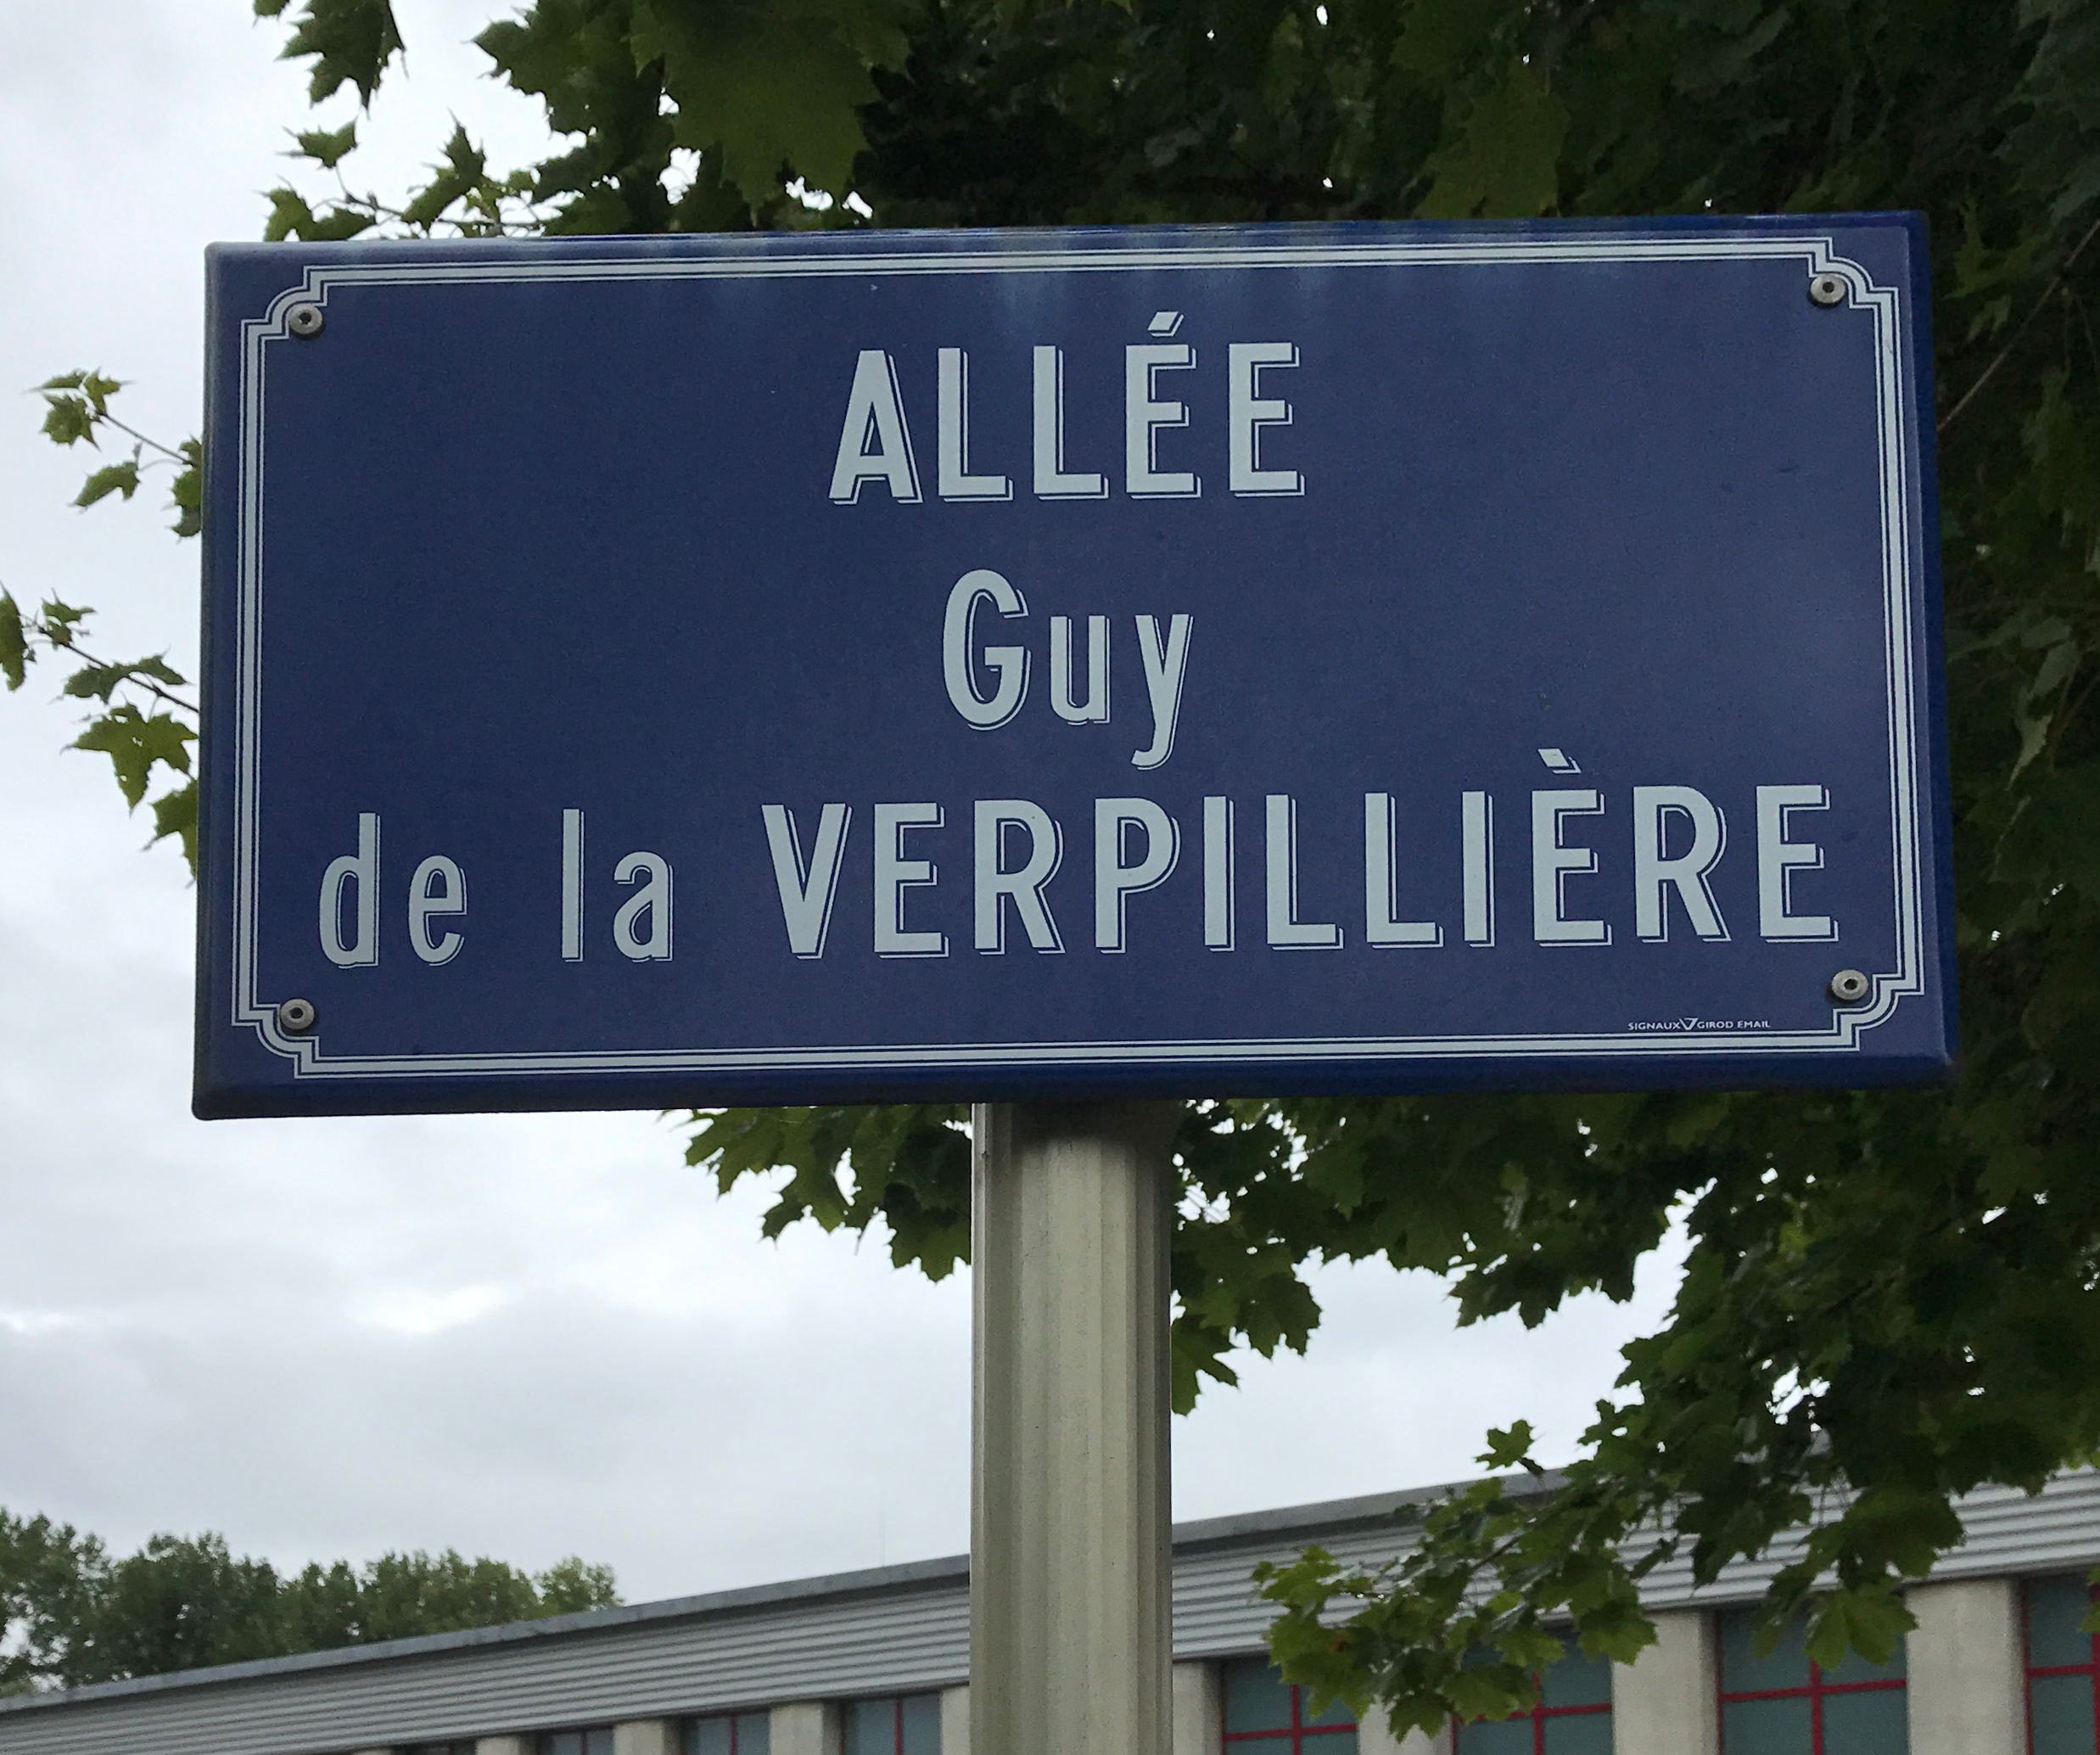 ALLÉE
Guy
de la VERPILLIÈRE
SIGNAUX GIROD EMAIL